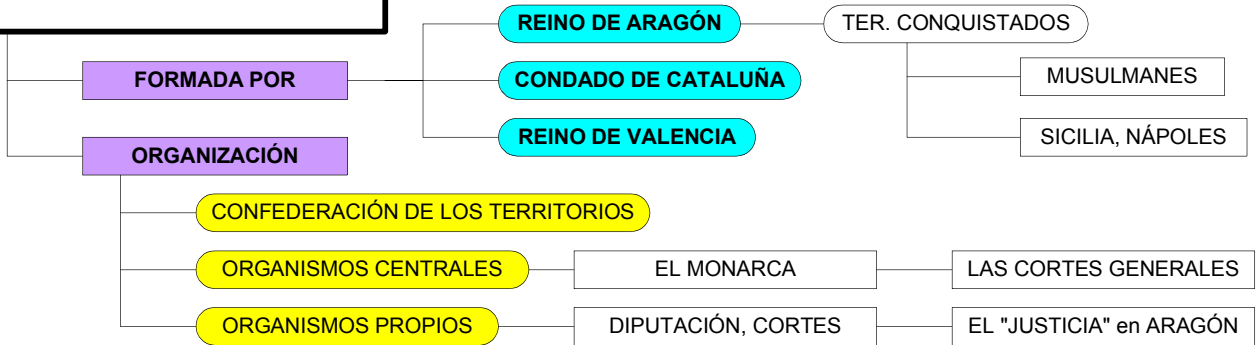 REINO DE ARAGÓN
TER. CONQUISTADOS
FORMADA POR
CONDADO DE CATALUÑA
MUSULMANES
REINO DE VALENCIA
SICILIA, NÁPOLES
ORGANIZACIÓN
CONFEDERACIÓN DE LOS TERRITORIOS
ORGANISMOS CENTRALES
EL MONARCA
LAS CORTES GENERALES
ORGANISMOS PROPIOS
DIPUTACIÓN, CORTES
EL "JUSTICIA" en ARAGÓN